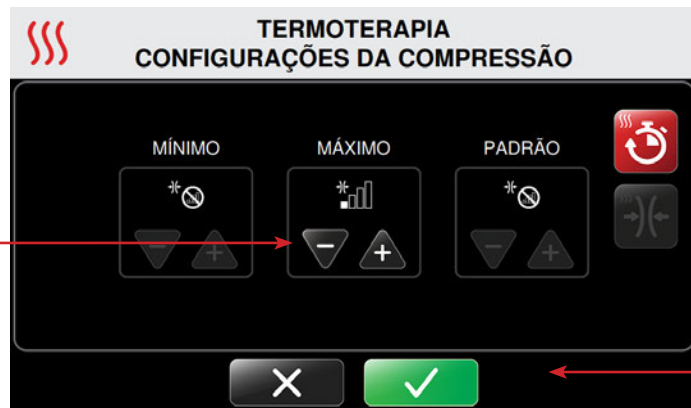 TERMOTERAPIA
CONFIGURAÇÕES DA COMPRESSÃO
MÍNIMO MÁXIMO PADRÃO